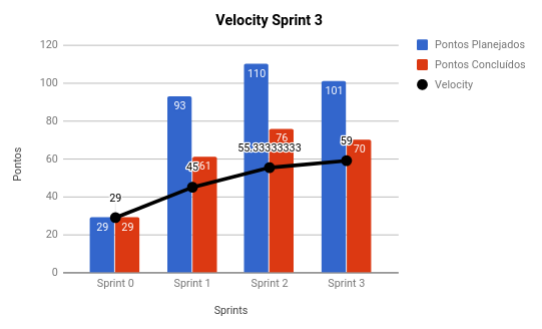 Velocity Sprint 3
Pontos Planejados
Pontos Concluídos
Velocity
Pontos
120
100
80
60
40
20
0
29
29
29
93
45
61
110
76
55.33333333
101
59
70
Sprint 0
Sprint 1
Sprint 2
Sprint 3
Sprints